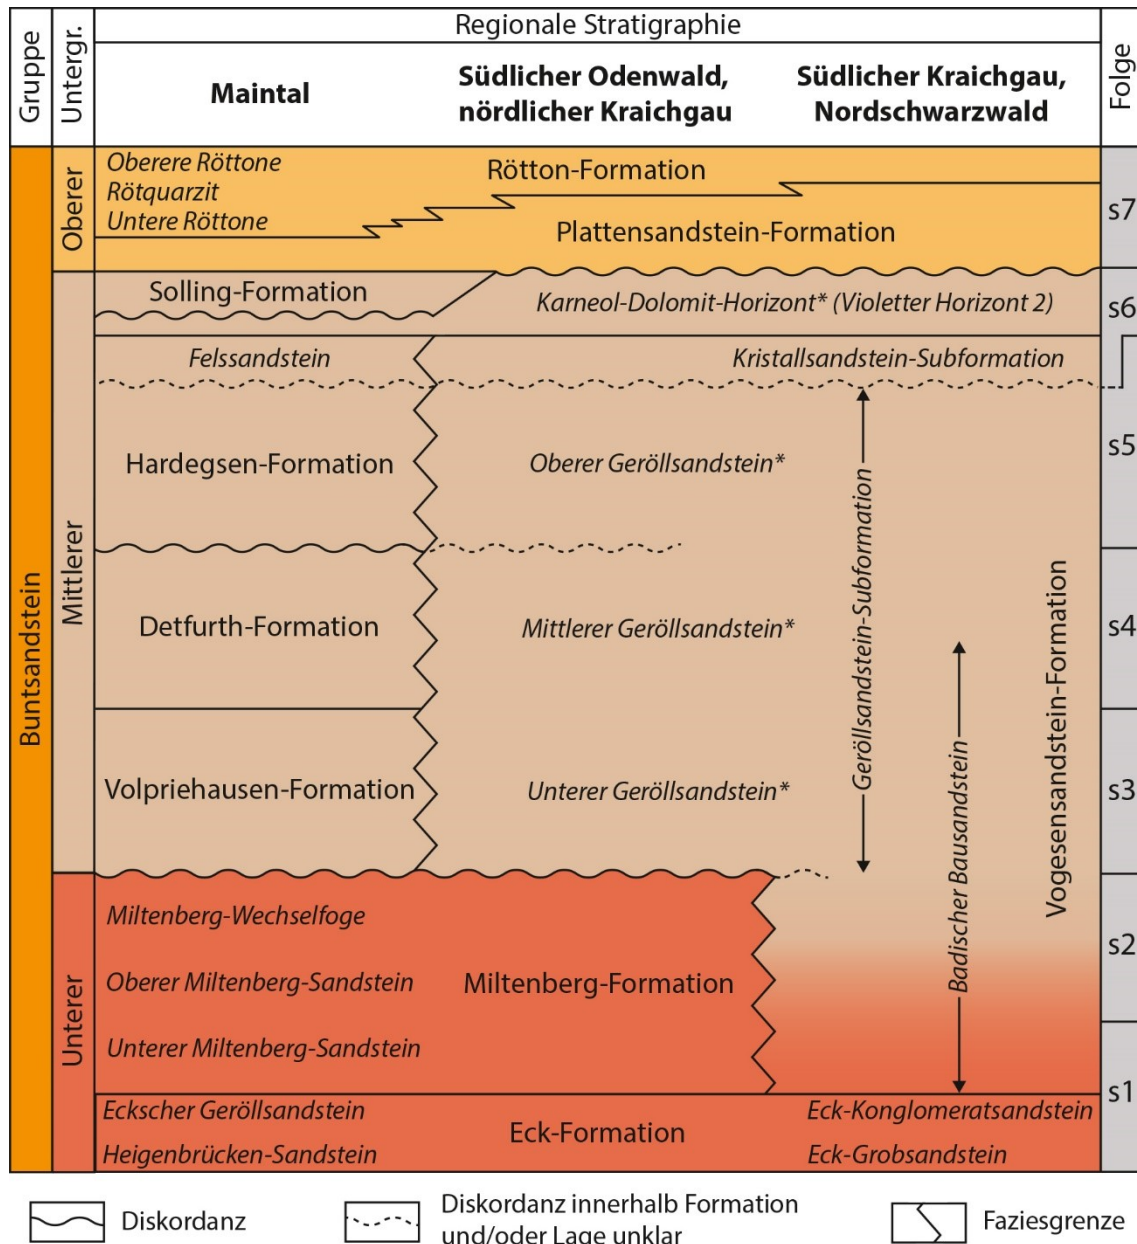 Gruppe
Untergr.
Regionale Stratigraphie
Folge
Maintal
Südlicher Odenwald,
nördlicher Kraichgau
Südlicher Kraichgau,
Nordschwarzwald
Buntsandstein
Oberer
Oberere Röttone
Rötquarzit
Untere Röttone
Rötton-Formation
Plattensandstein-Formation
s7
Mittlerer
Solling-Formation
Karneol-Dolomit-Horizont* (Violetter Horizont 2)
s6
Felssandstein
Kristallsandstein-Subformation
Hardegsen-Formation
Oberer Geröllsandstein*
s5
Detfurth-Formation
Mittlerer Geröllsandstein*
s4
Geröllsandstein-Subformation
Badischer Bausandstein
Vogesensandstein-Formation
Volpriehausen-Formation
Unterer Geröllsandstein*
s3
Unterer
Miltenberg-Wechselfoge
Oberer Miltenberg-Sandstein
Unterer Miltenberg-Sandstein
Miltenberg-Formation
s2
s1
Eckscher Geröllsandstein
Heigenbrücken-Sandstein
Eck-Formation
Eck-Konglomeratsandstein
Eck-Grobsandstein
Diskordanz
Diskordanz innerhalb Formation
und/oder Lage unklar
Faziesgrenze